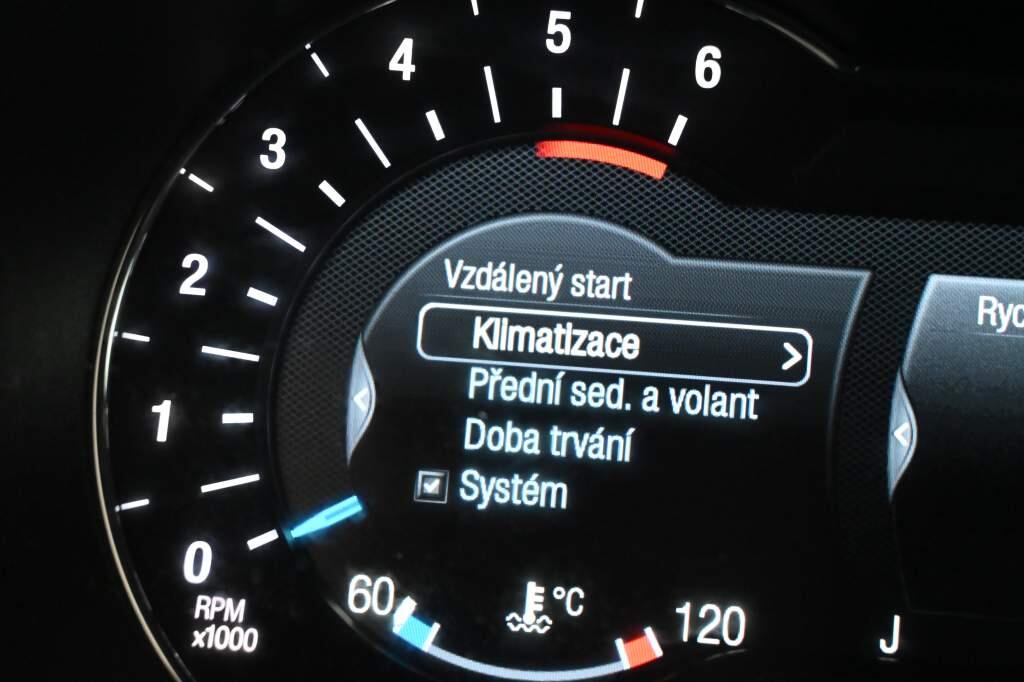 4
5
6
3
2
1
0
RPM
x1000
Vzdálený start
Klimatizace
Přední sed. a volant
Doba trvání
Systém
60
°C
120
Ryc
J